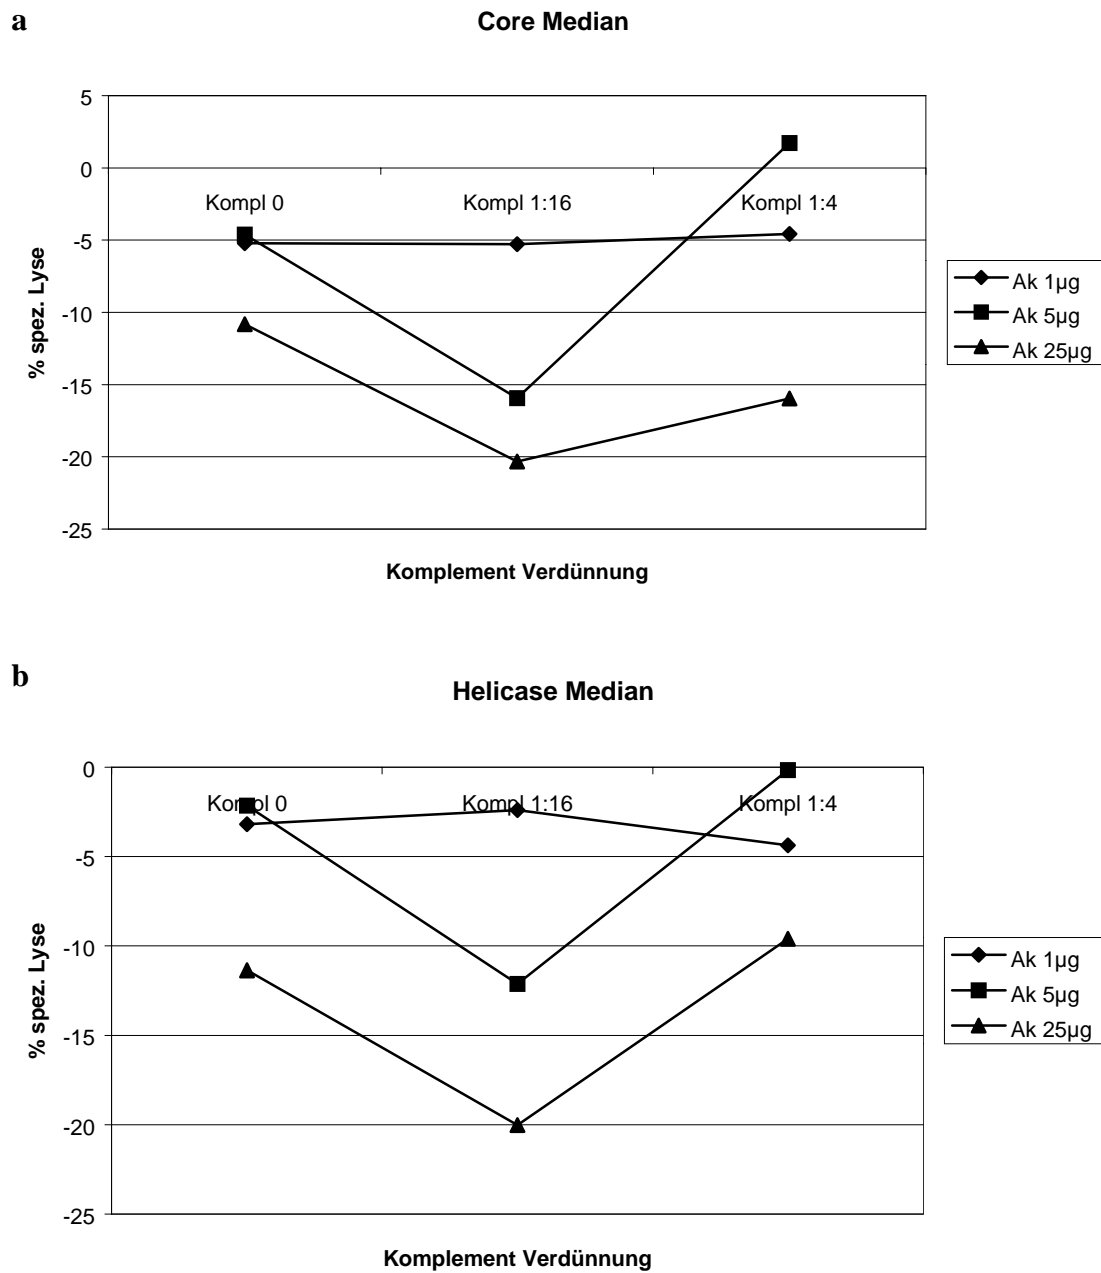 a
Core Median
5
0
-5
-10
-15
-20
-25
Kompl 0 Kompl 1:16 Kompl 1:4
% spez. Lyse
Komplement Verdünnung
Ak 1µg
Ak 5µg
Ak 25µg
b
Helicase Median
0
-5
-10
-15
-20
-25
Kompl 0 Kompl 1:16 Kompl 1:4
% spez. Lyse
Komplement Verdünnung
Ak 1µg
Ak 5µg
Ak 25µg